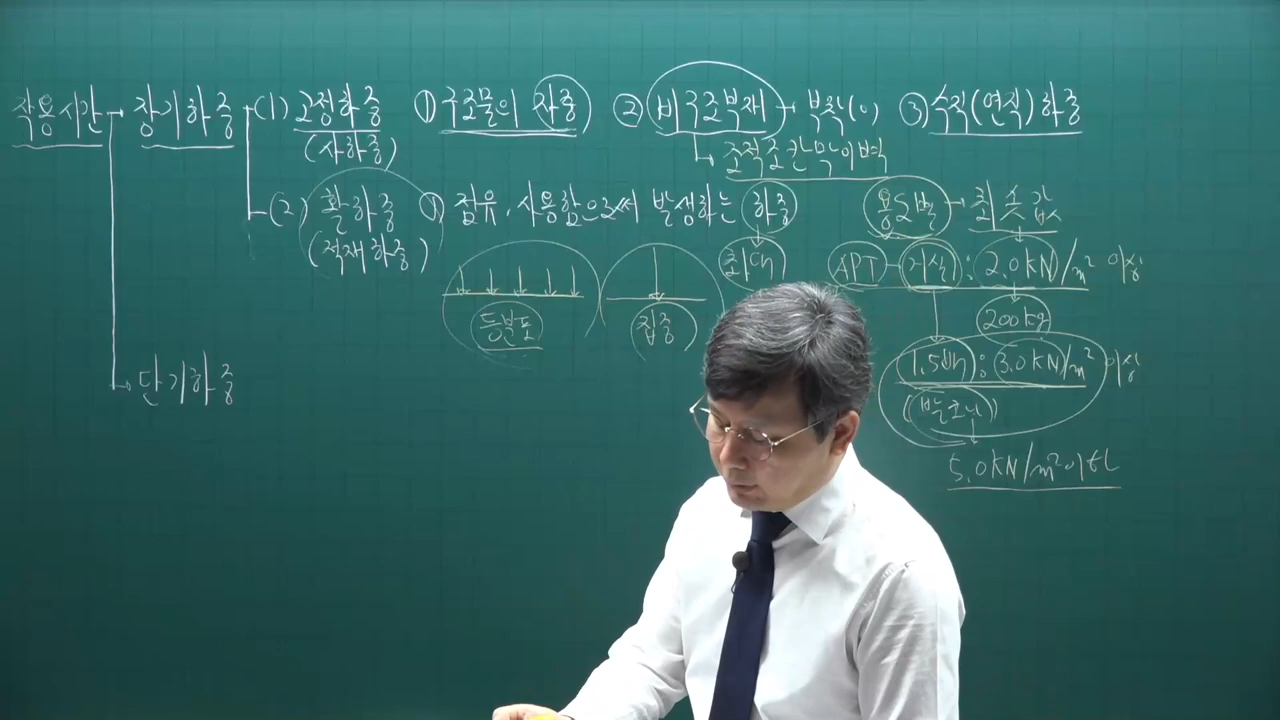 작용시간 → 장기하중 (1) 고정하중 ① 구조물의 자중 ② 비구조부재 → 부착(o) ③ 수직(연직)하중
(사하중) → 조적조 칸막이벽
(2) 활하중 ① 점유, 사용함으로써 발생하는 하중 용도별 → 최솟값
(적재하중) 최대 APT - 거실 : 2.0kN/m² 이상
등분포 집중 200kg
→ 단기하중 1.5배 : 3.0kN/m² 이상
(발코니)
5.0kN/m² 이하